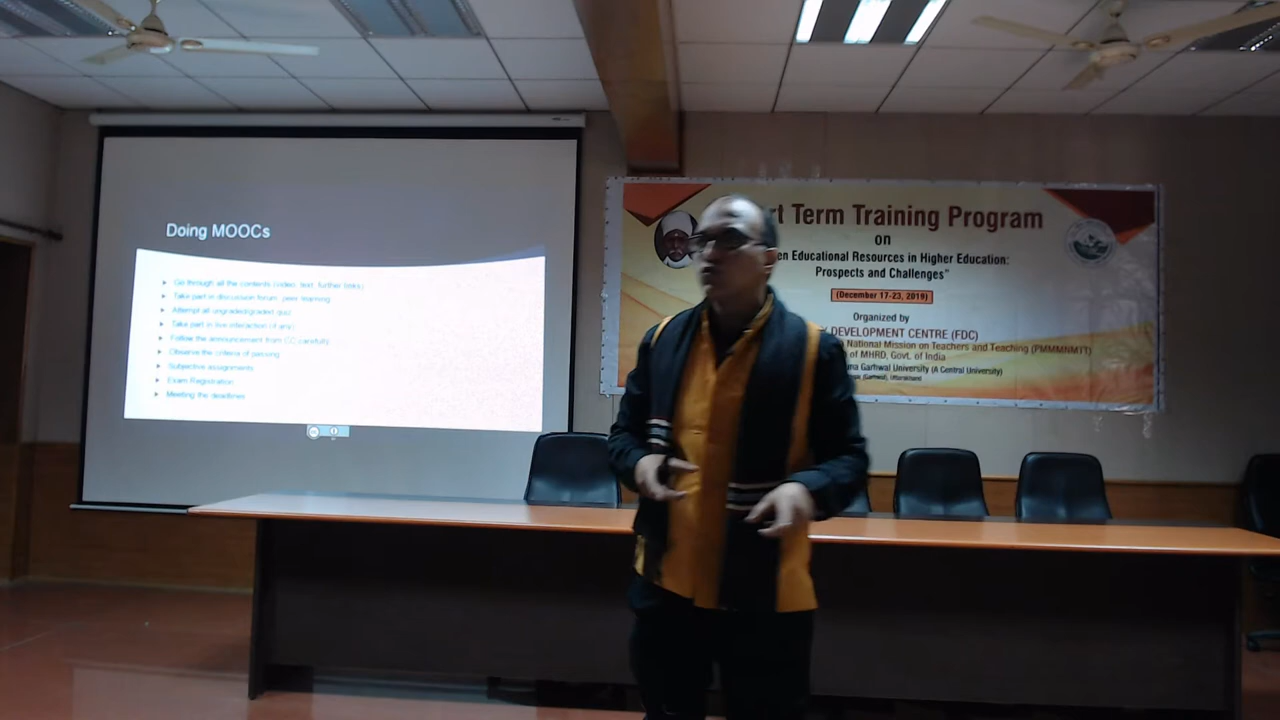 Doing MOOCs
Go through all the contents (video, text, further links)
Take part in discussion forum, peer learning
Attempt all ungraded/graded quiz
Take part in live interaction (if any)
Follow the announcement from CC carefully
Observe the criteria of passing
Subjective assignments
Exam Registration
Meeting the deadlines
rt Term Training Program
on
en Educational Resources in Higher Education:
Prospects and Challenges"
(December 17-23, 2019)
Organized by
DEVELOPMENT CENTRE (FDC)
National Mission on Teachers and Teaching (PMMMNMTT)
of MHRD, Govt. of India
una Garhwal University (A Central University)
(Garhwal), Uttarakhand